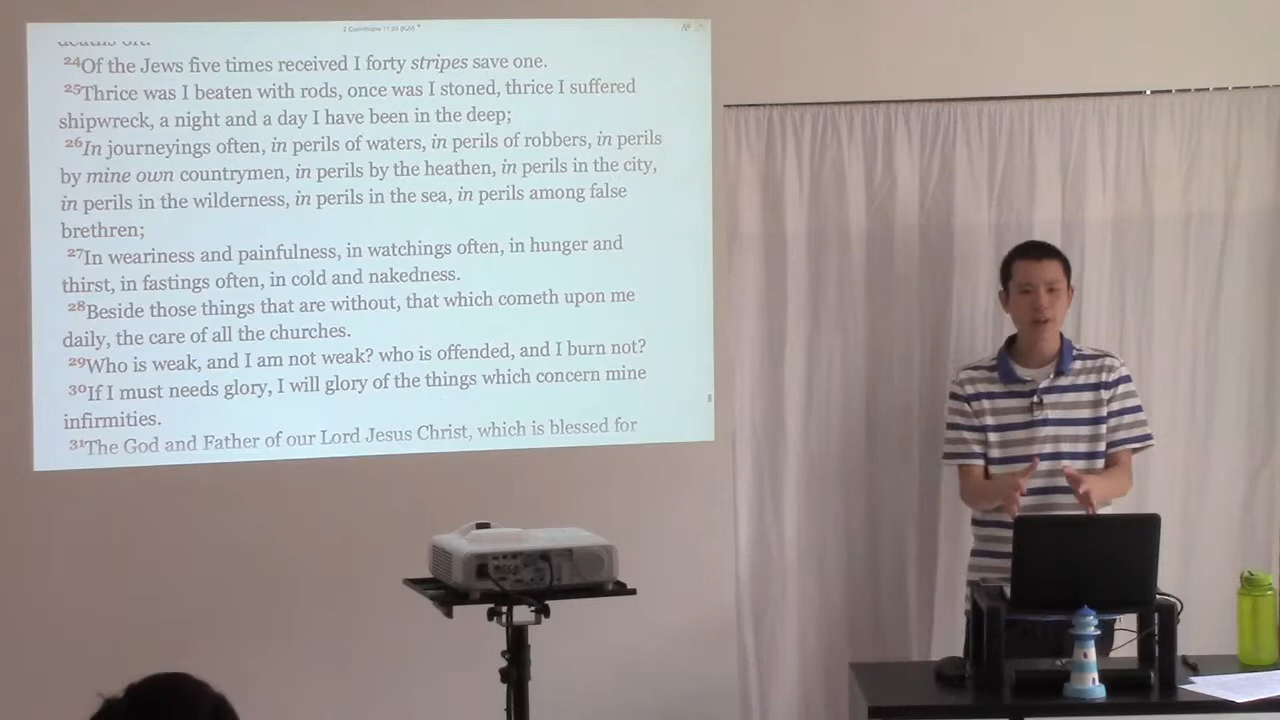 2 Corinthians 11:23 (KJV)
deaths oft.
24Of the Jews five times received I forty stripes save one.
25Thrice was I beaten with rods, once was I stoned, thrice I suffered
shipwreck, a night and a day I have been in the deep;
26In journeyings often, in perils of waters, in perils of robbers, in perils
by mine own countrymen, in perils by the heathen, in perils in the city,
in perils in the wilderness, in perils in the sea, in perils among false
brethren;
27In weariness and painfulness, in watchings often, in hunger and
thirst, in fastings often, in cold and nakedness.
28Beside those things that are without, that which cometh upon me
daily, the care of all the churches.
29Who is weak, and I am not weak? who is offended, and I burn not?
30If I must needs glory, I will glory of the things which concern mine
infirmities.
31The God and Father of our Lord Jesus Christ, which is blessed for